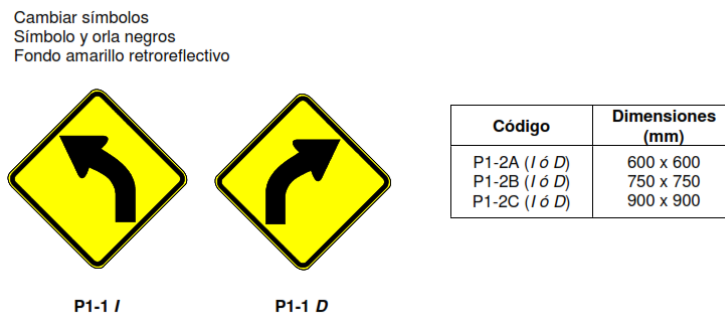 Cambiar símbolos
Símbolo y orla negros
Fondo amarillo retroreflectivo
Código
Dimensiones
(mm)
P1-2A (I ó D) 600 x 600
P1-2B (I ó D) 750 x 750
P1-2C (I ó D) 900 x 900
P1-1 I
P1-1 D